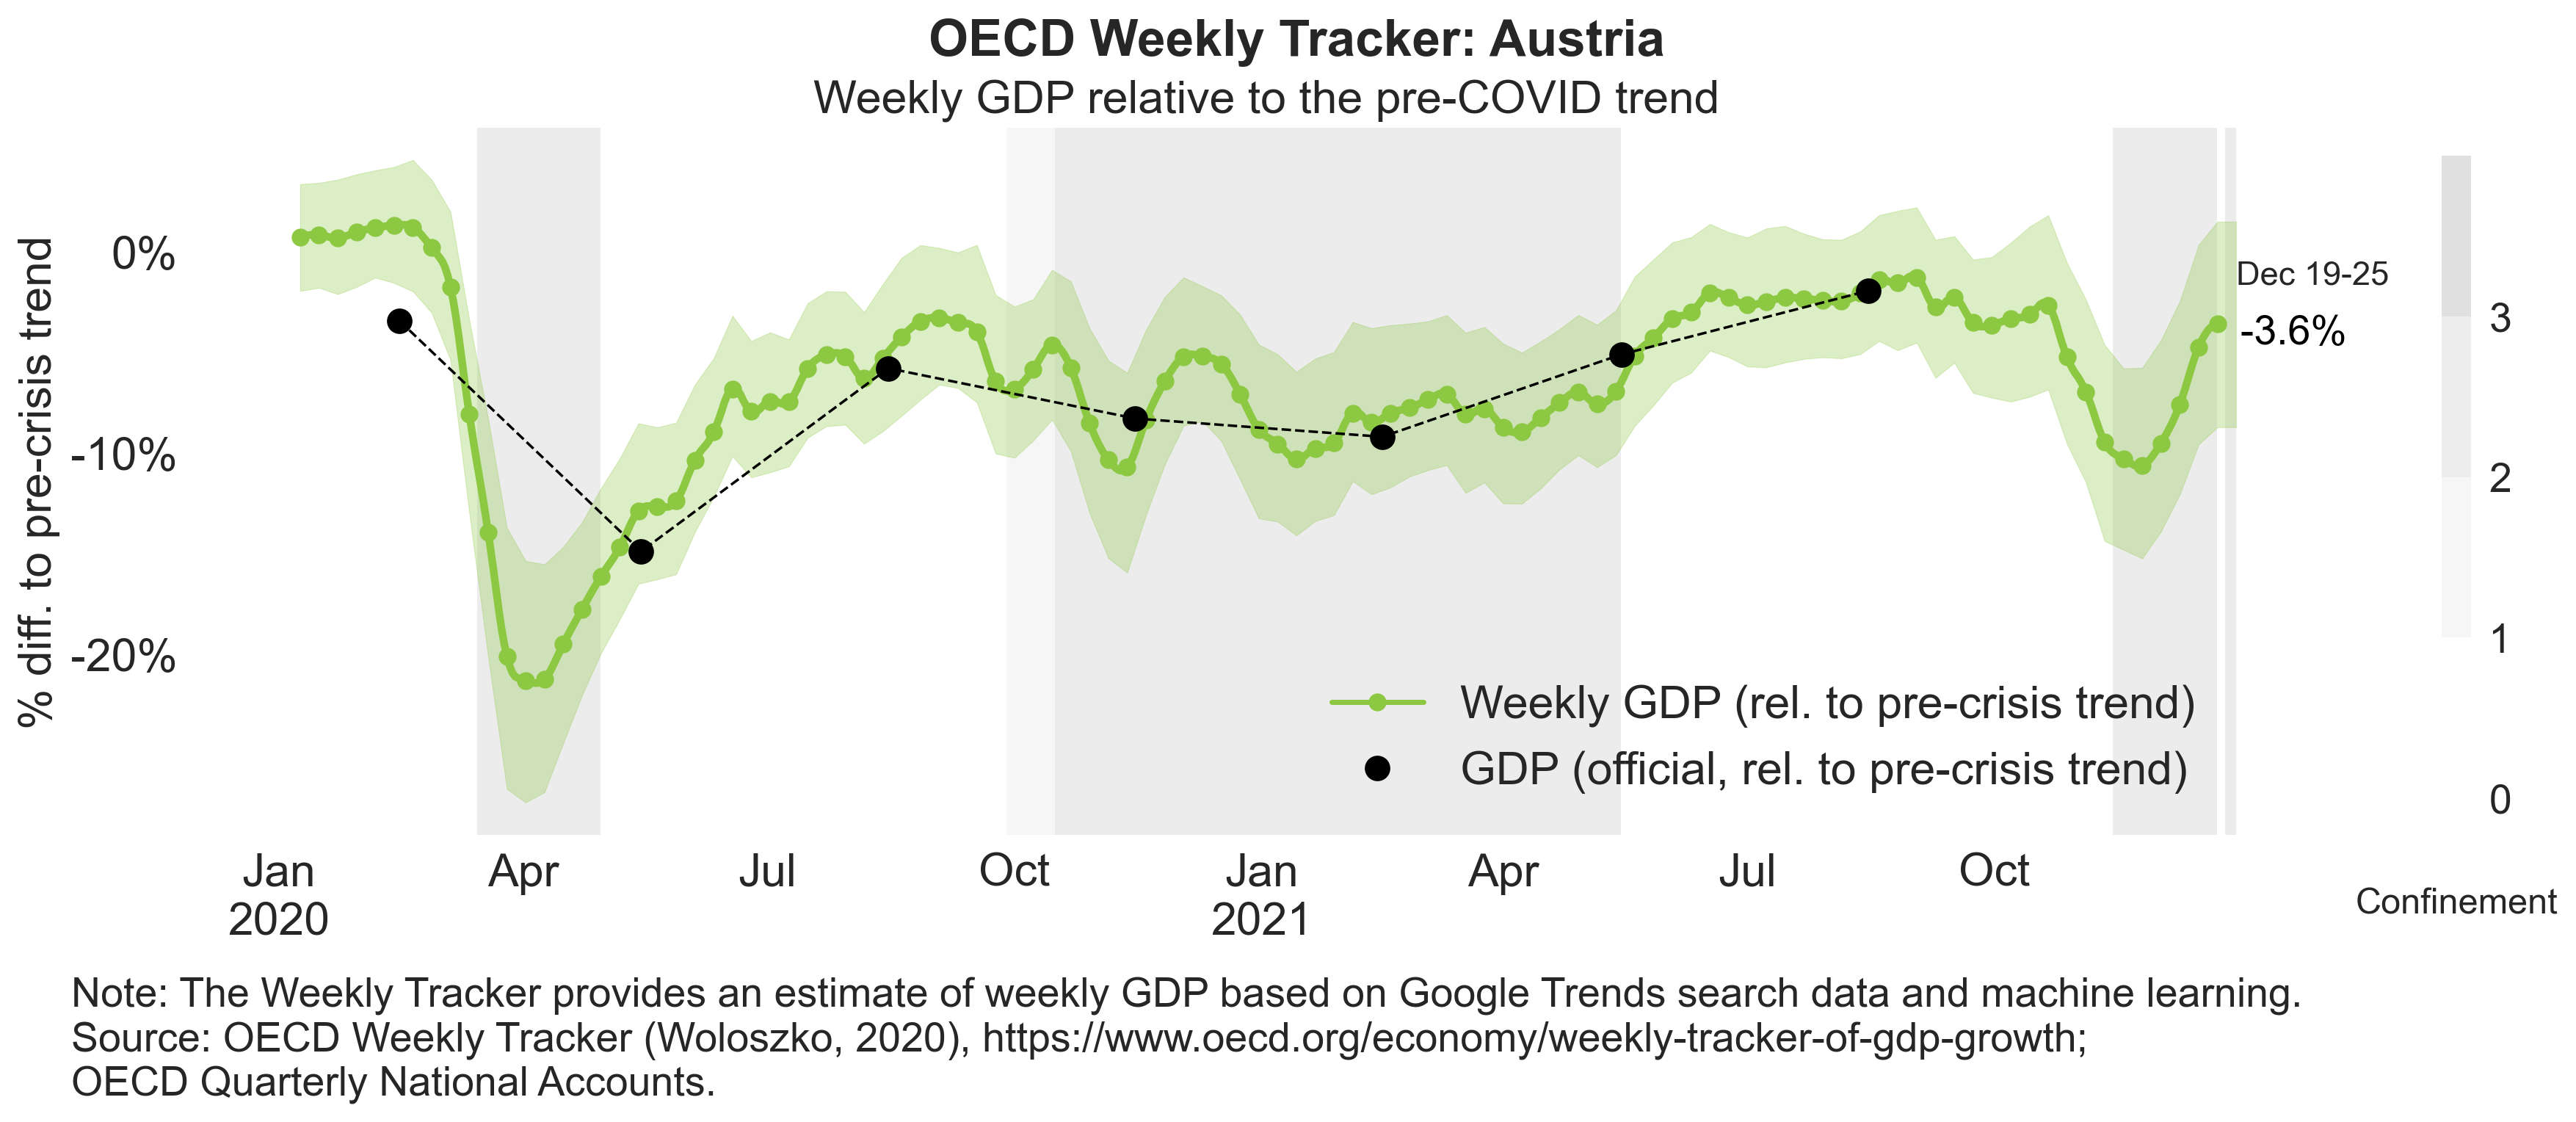 OECD Weekly Tracker: Austria
Weekly GDP relative to the pre-COVID trend
% diff. to pre-crisis trend
0%
-10%
-20%
Dec 19-25
-3.6%
3
2
1
0
Confinement
Weekly GDP (rel. to pre-crisis trend)
GDP (official, rel. to pre-crisis trend)
Jan Apr Jul Oct Jan Apr Jul Oct
2020 2021
Note: The Weekly Tracker provides an estimate of weekly GDP based on Google Trends search data and machine learning.
Source: OECD Weekly Tracker (Woloszko, 2020), https://www.oecd.org/economy/weekly-tracker-of-gdp-growth;
OECD Quarterly National Accounts.